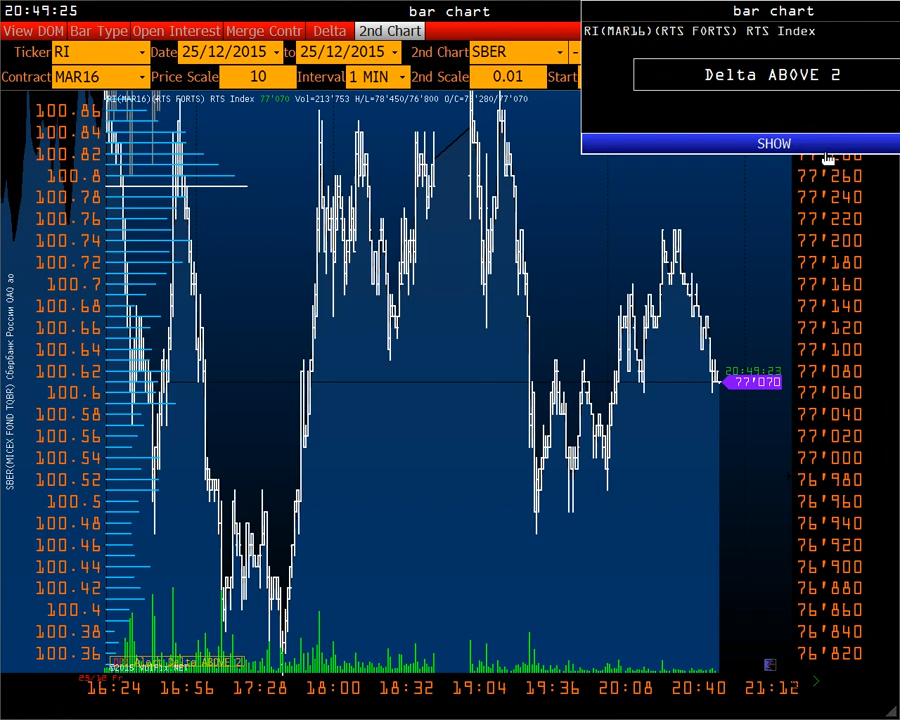 20:49:25
bar chart
bar chart
View DOM Bar Type Open Interest Merge Contr Delta 2nd Chart
RI(MAR16)(RTS FORTS) RTS Index
Ticker RI Date 25/12/2015 to 25/12/2015 2nd Chart SBER -
Contract MAR16 Price Scale 10 Interval 1 MIN 2nd Scale 0.01 Start
Delta ABOVE 2
SHOW
RI(MAR16)(RTS FORTS) RTS Index 77'070 Vol=213'753 H/L=78'450/76'800 O/C=78'280/77'070
100.86
100.84
100.82
100.8 77'260
100.78 77'240
100.76 77'220
100.74 77'200
100.72 77'180
100.7 77'160
100.68 77'140
100.66 77'120
100.64 77'100
100.62 20:49:23 77'080
77'070
100.6 77'060
100.58 77'040
100.56 77'020
100.54 77'000
100.52 76'980
100.5 76'960
100.48 76'940
100.46 76'920
100.44 76'900
100.42 76'880
100.4 76'860
100.38 76'840
100.36 76'820
SBER(MICEX FOND TQBR) Сбербанк России ОАО ао
ABOVE 2
25/12 Fr
16:24 16:56 17:28 18:00 18:32 19:04 19:36 20:08 20:40 21:12